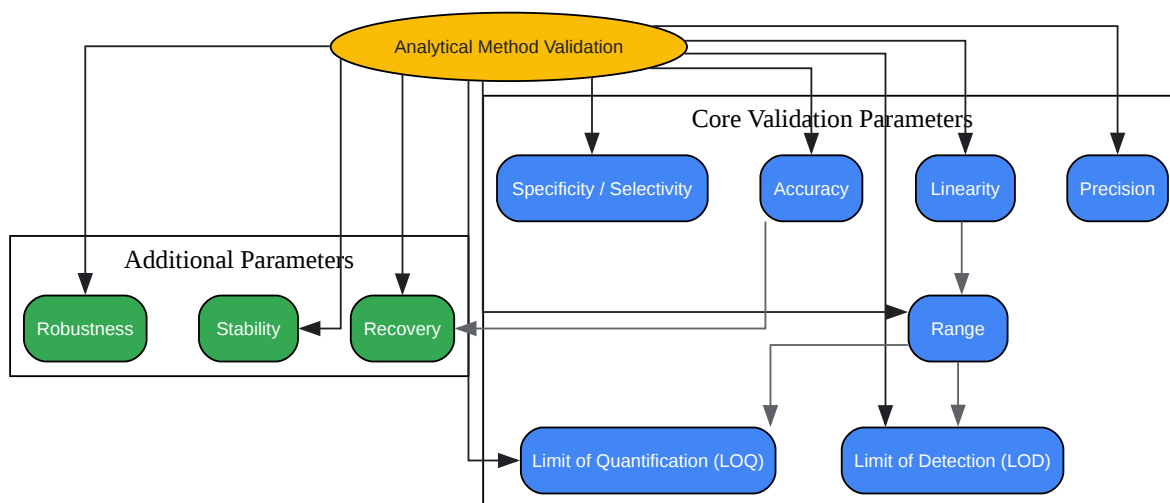 Analytical Method Validation
Core Validation Parameters
Specificity / Selectivity
Accuracy
Linearity
Precision
Additional Parameters
Robustness
Stability
Recovery
Range
Limit of Quantification (LOQ)
Limit of Detection (LOD)